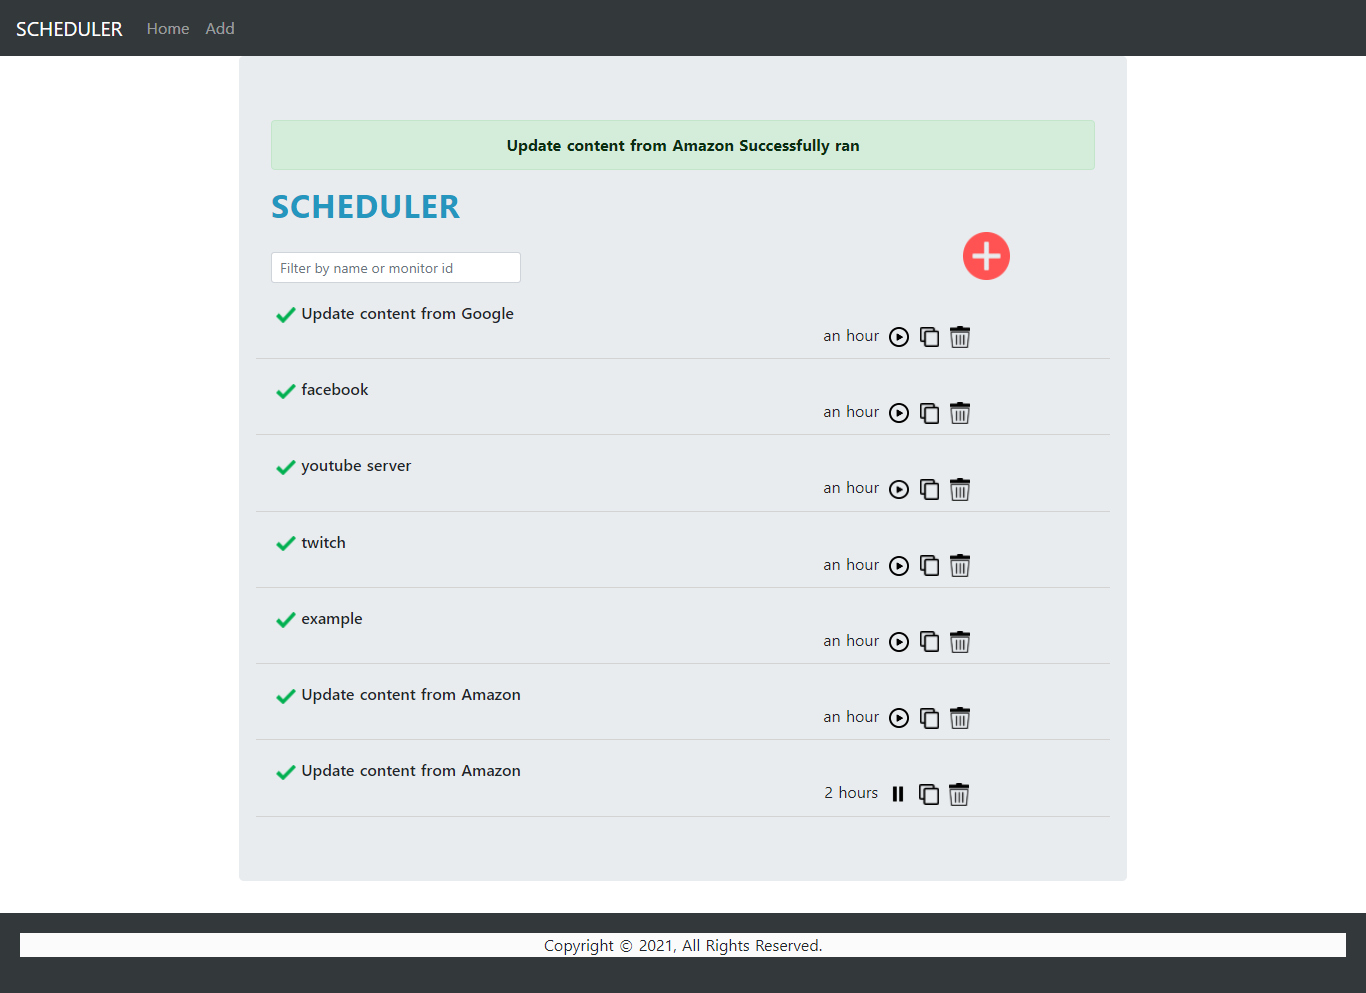 SCHEDULER Home Add
Update content from Amazon Successfully ran
SCHEDULER
Filter by name or monitor id
Update content from Google
an hour
facebook
an hour
youtube server
an hour
twitch
an hour
example
an hour
Update content from Amazon
an hour
Update content from Amazon
2 hours
Copyright © 2021, All Rights Reserved.